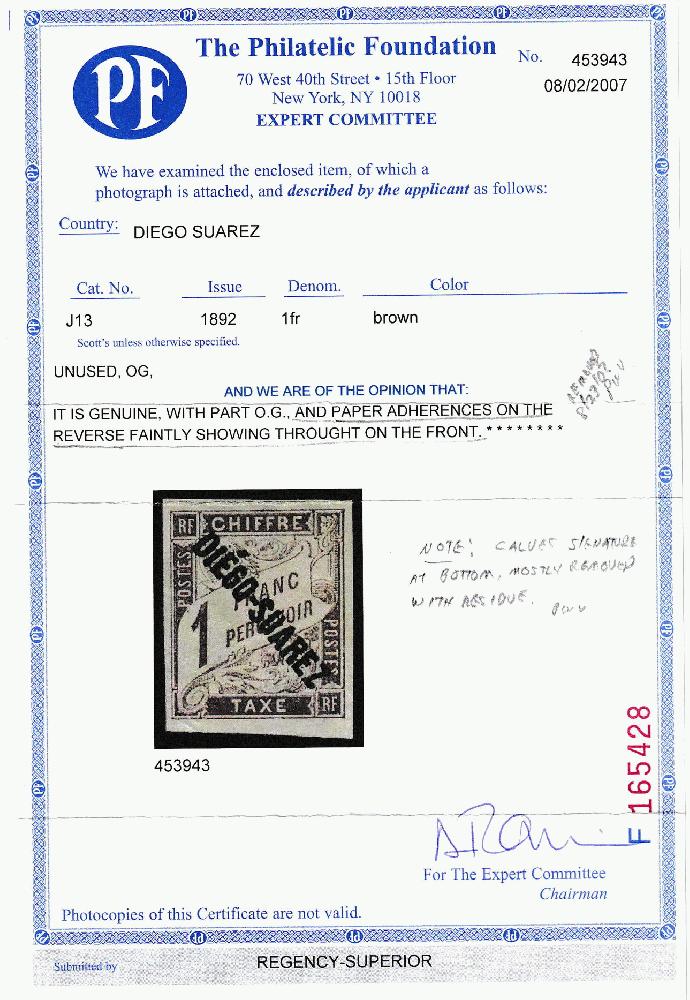 The Philatelic Foundation
No. 453943
70 West 40th Street • 15th Floor
08/02/2007
New York, NY 10018
EXPERT COMMITTEE
PF
We have examined the enclosed item, of which a
photograph is attached, and described by the applicant as follows:
Country: DIEGO SUAREZ
Cat. No. Issue Denom. Color
J13 1892 1fr brown
Scott's unless otherwise specified.
UNUSED, OG,
AND WE ARE OF THE OPINION THAT:
IT IS GENUINE, WITH PART O.G., AND PAPER ADHERENCES ON THE
REVERSE FAINTLY SHOWING THROUGHT ON THE FRONT. ********
REMOVED
NOTE: CALVES SIGNATURE
AT BOTTOM, MOSTLY REMOVED
WITH RESIDUE.
RF CHIFFRE
POSTES
DIÉGO-SUAREZ
1
PER
POSTES
TAXE RF
453943
F 165428
For The Expert Committee
Chairman
Photocopies of this Certificate are not valid.
Submitted by REGENCY-SUPERIOR